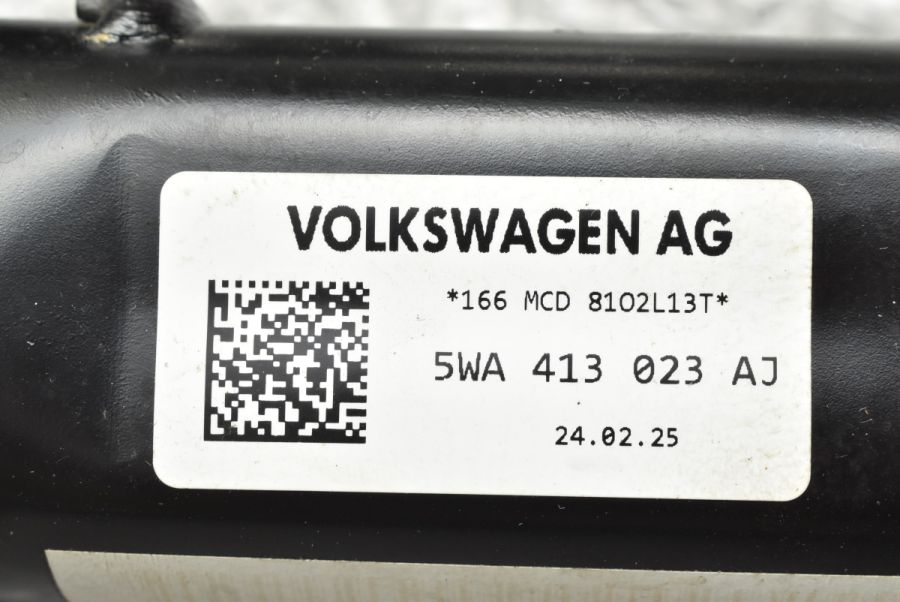 VOLKSWAGEN AG
*166 MCD 8102L13T*
5WA 413 023 AJ
24.02.25